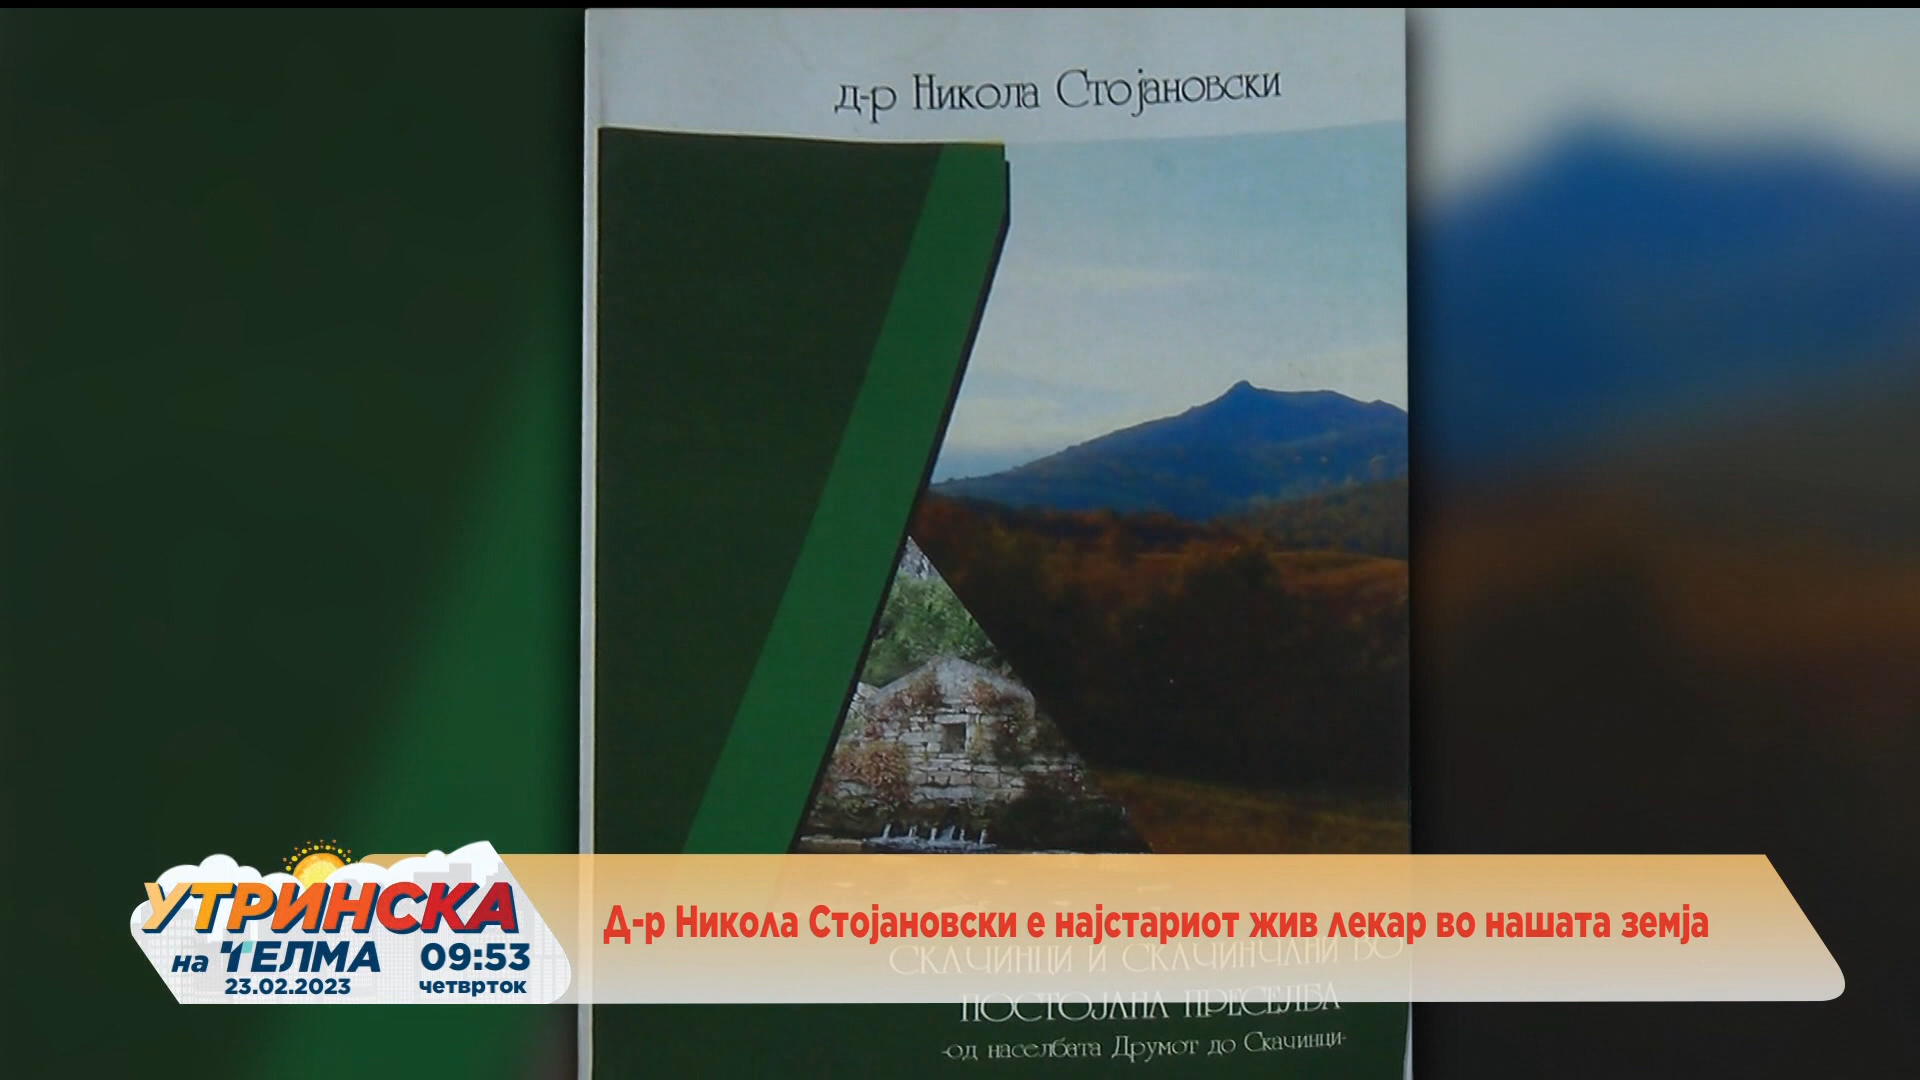 д-р Никола Стојановски
УТРИНСКА
на ТЕЛМА
09:53
23.02.2023
четврток
Д-р Никола Стојановски е најстариот жив лекар во нашата земја
СКАЧИНЦИ И СКАЧИНЧАНИ ВО
ПОСТОЈАНА ПРЕСЕЛБА
-од населбата Друмот до Скачинци-